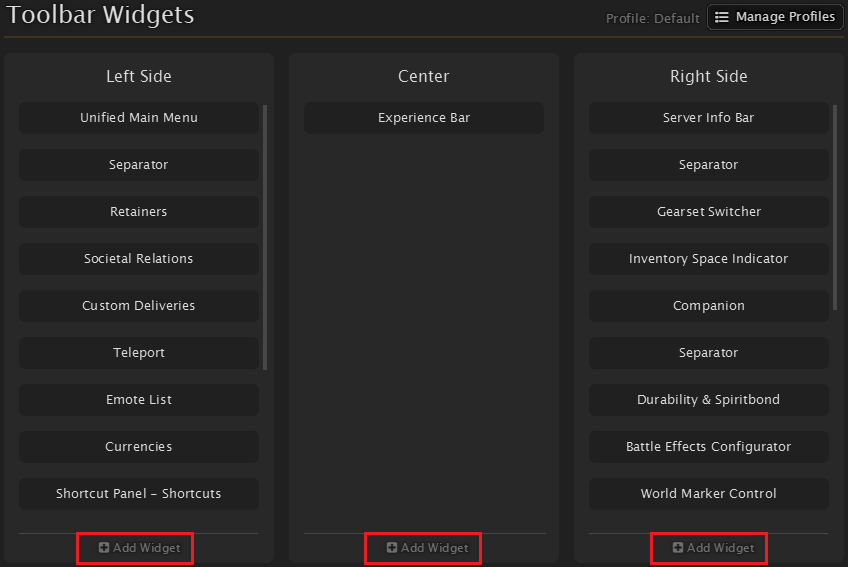 Toolbar Widgets
Profile: Default
Manage Profiles
Left Side
Unified Main Menu
Separator
Retainers
Societal Relations
Custom Deliveries
Teleport
Emote List
Currencies
Shortcut Panel - Shortcuts
Add Widget
Center
Experience Bar
Add Widget
Right Side
Server Info Bar
Separator
Gearset Switcher
Inventory Space Indicator
Companion
Separator
Durability & Spiritbond
Battle Effects Configurator
World Marker Control
Add Widget